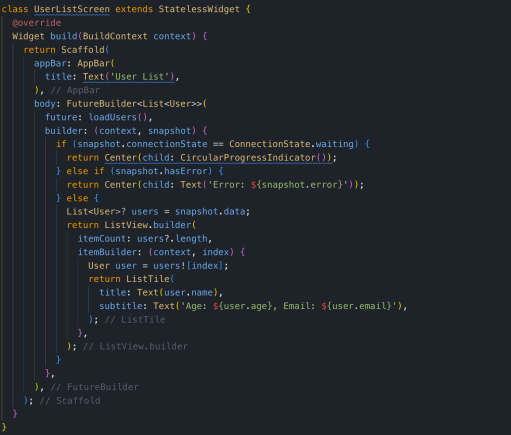 class UserListScreen extends StatelessWidget {
  @override
  Widget build(BuildContext context) {
    return Scaffold(
      appBar: AppBar(
        title: Text('User List'),
      ), // AppBar
      body: FutureBuilder<List<User>>(
        future: loadUsers(),
        builder: (context, snapshot) {
          if (snapshot.connectionState == ConnectionState.waiting) {
            return Center(child: CircularProgressIndicator());
          } else if (snapshot.hasError) {
            return Center(child: Text('Error: ${snapshot.error}'));
          } else {
            List<User>? users = snapshot.data;
            return ListView.builder(
              itemCount: users?.length,
              itemBuilder: (context, index) {
                User user = users![index];
                return ListTile(
                  title: Text(user.name),
                  subtitle: Text('Age: ${user.age}, Email: ${user.email}'),
                ); // ListTile
              },
            ); // ListView.builder
          }
        },
      ), // FutureBuilder
    ); // Scaffold
  }
}